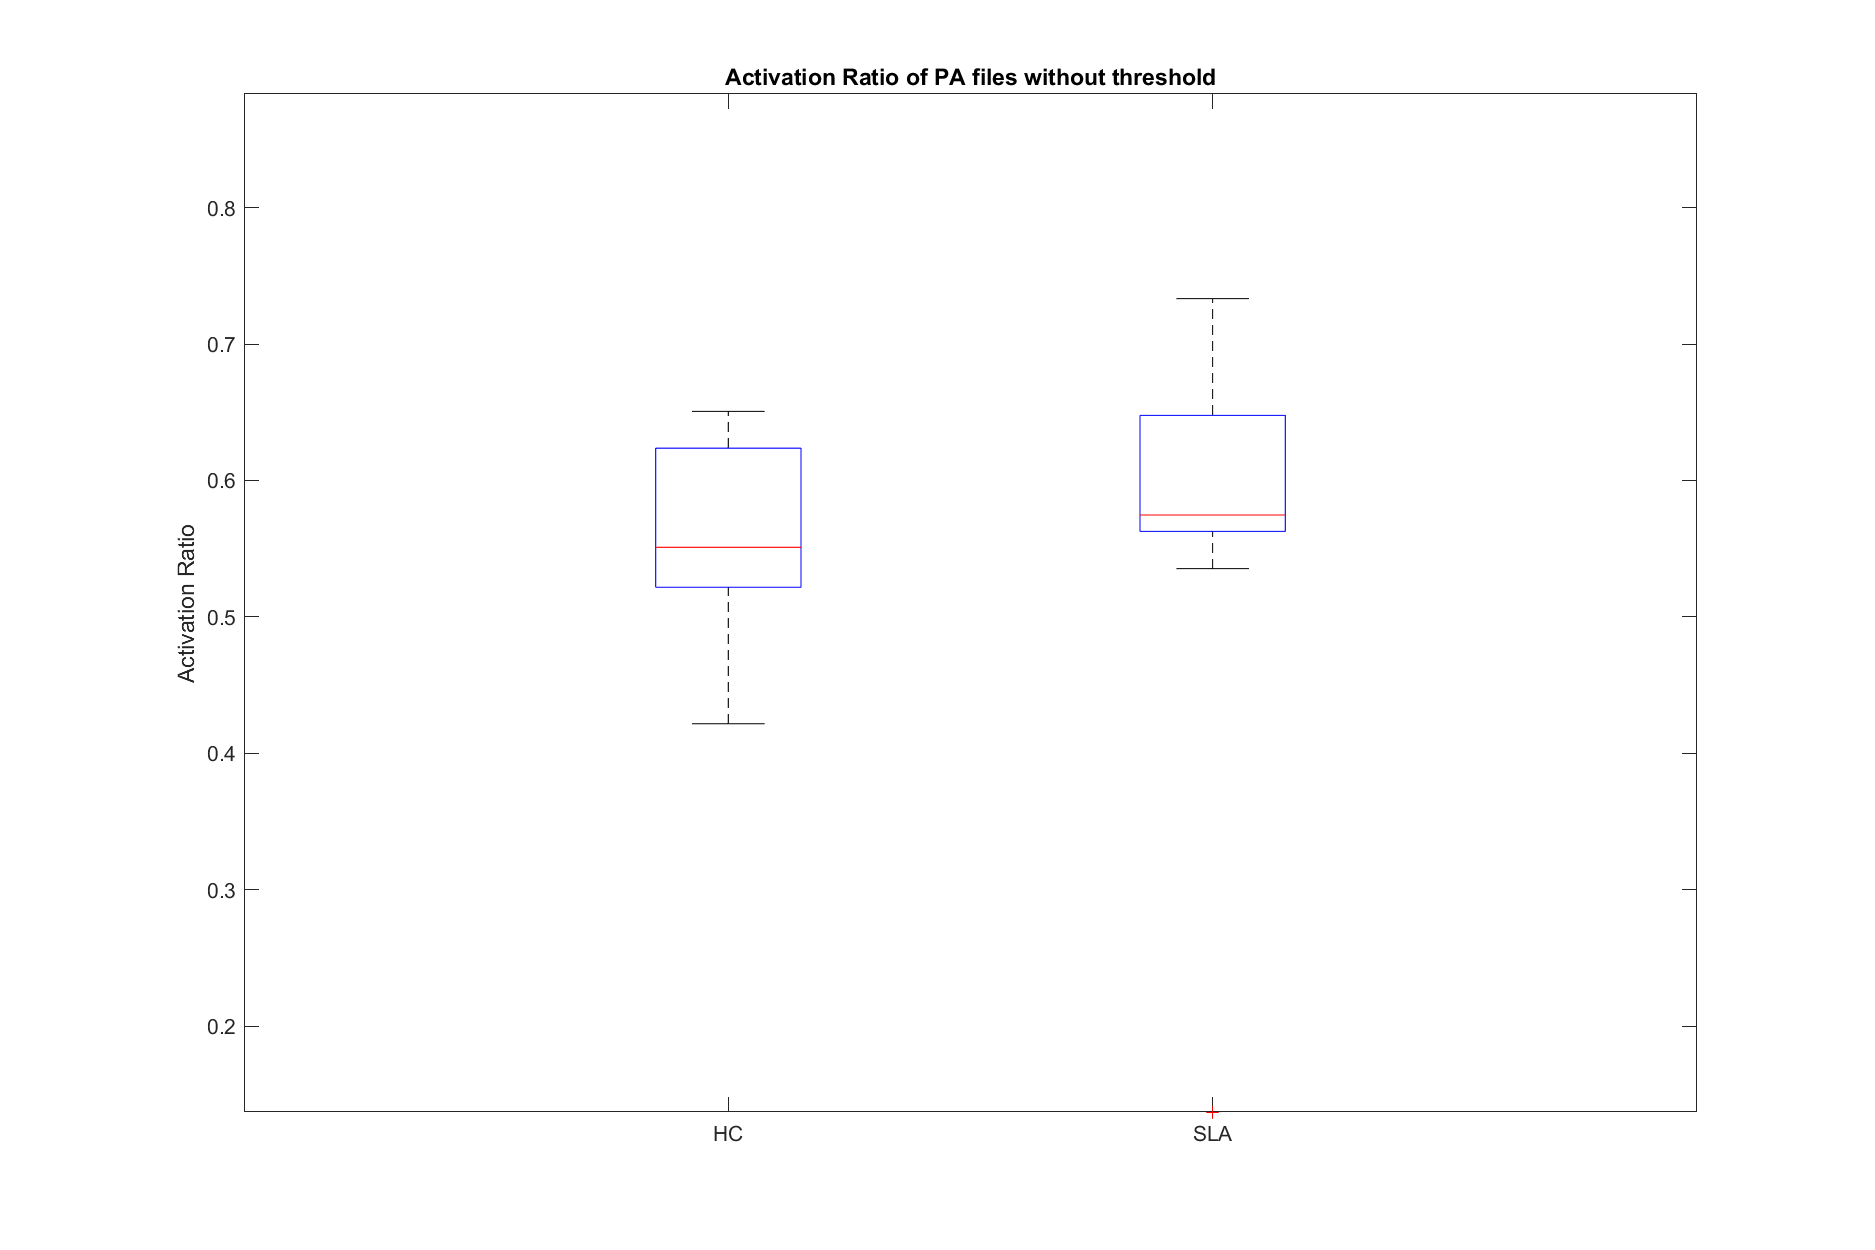 Activation Ratio of PA files without threshold
0.8
0.7
0.6
0.5
0.4
0.3
0.2
Activation Ratio
HC
SLA